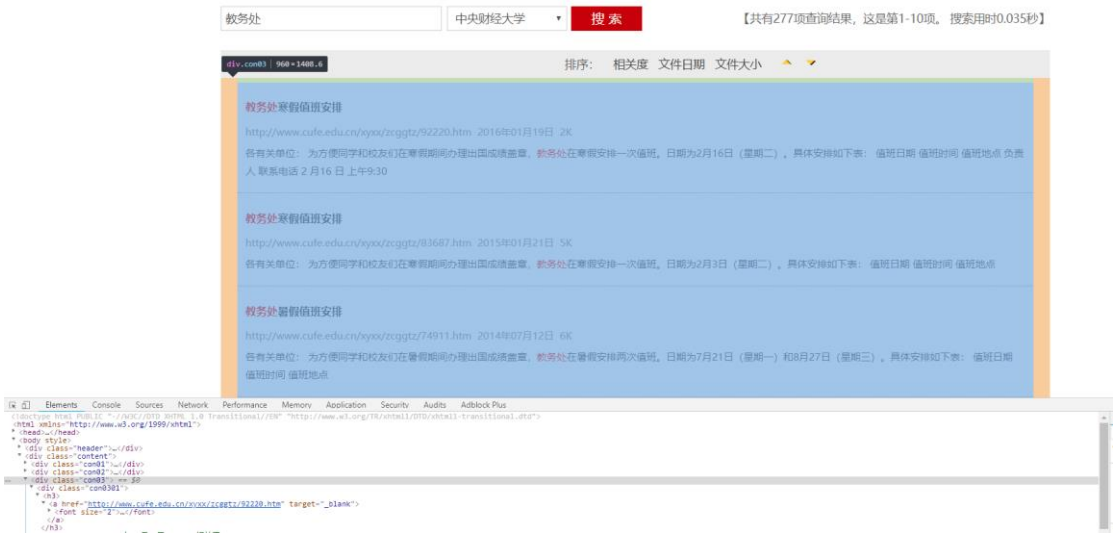 教务处 中央财经大学 搜 索 【共有277项查询结果，这是第1-10项。 搜索用时0.035秒】
div.con03 | 960×1408.6 排序： 相关度 文件日期 文件大小
教务处寒假值班安排
http://www.cufe.edu.cn/xyxx/zcggtz/92220.htm 2016年01月19日 2K
各有关单位： 为方便同学和校友们在寒假期间办理出国成绩盖章，教务处在寒假安排一次值班。日期为2月16日（星期二）。具体安排如下表： 值班日期 值班时间 值班地点 负责
人 联系电话 2 月16 日 上午9:30
教务处寒假值班安排
http://www.cufe.edu.cn/xyxx/zcggtz/83687.htm 2015年01月21日 5K
各有关单位： 为方便同学和校友们在寒假期间办理出国成绩盖章，教务处在寒假安排一次值班。日期为2月3日（星期二）。具体安排如下表： 值班日期 值班时间 值班地点
教务处暑假值班安排
http://www.cufe.edu.cn/xyxx/zcggtz/74911.htm 2014年07月12日 6K
各有关单位： 为方便同学和校友们在暑假期间办理出国成绩盖章，教务处在暑假安排两次值班。日期为7月21日（星期一）和8月27日（星期三）。具体安排如下表： 值班日期
值班时间 值班地点
Elements Console Sources Network Performance Memory Application Security Audits Adblock Plus
<!doctype html PUBLIC "-//W3C//DTD XHTML 1.0 Transitional//EN" "http://www.w3.org/TR/xhtml1/DTD/xhtml1-transitional.dtd">
<html xmlns="http://www.w3.org/1999/xhtml">
<head>…</head>
<body style>
<div class="header">…</div>
<div class="content">
<div class="con01">…</div>
<div class="con02">…</div>
<div class="con03"> == $0
<div class="con0301">
<h3>
<a href="http://www.cufe.edu.cn/xyxx/zcggtz/92220.htm" target="_blank">
<font size="2">…</font>
</a>
</h3>